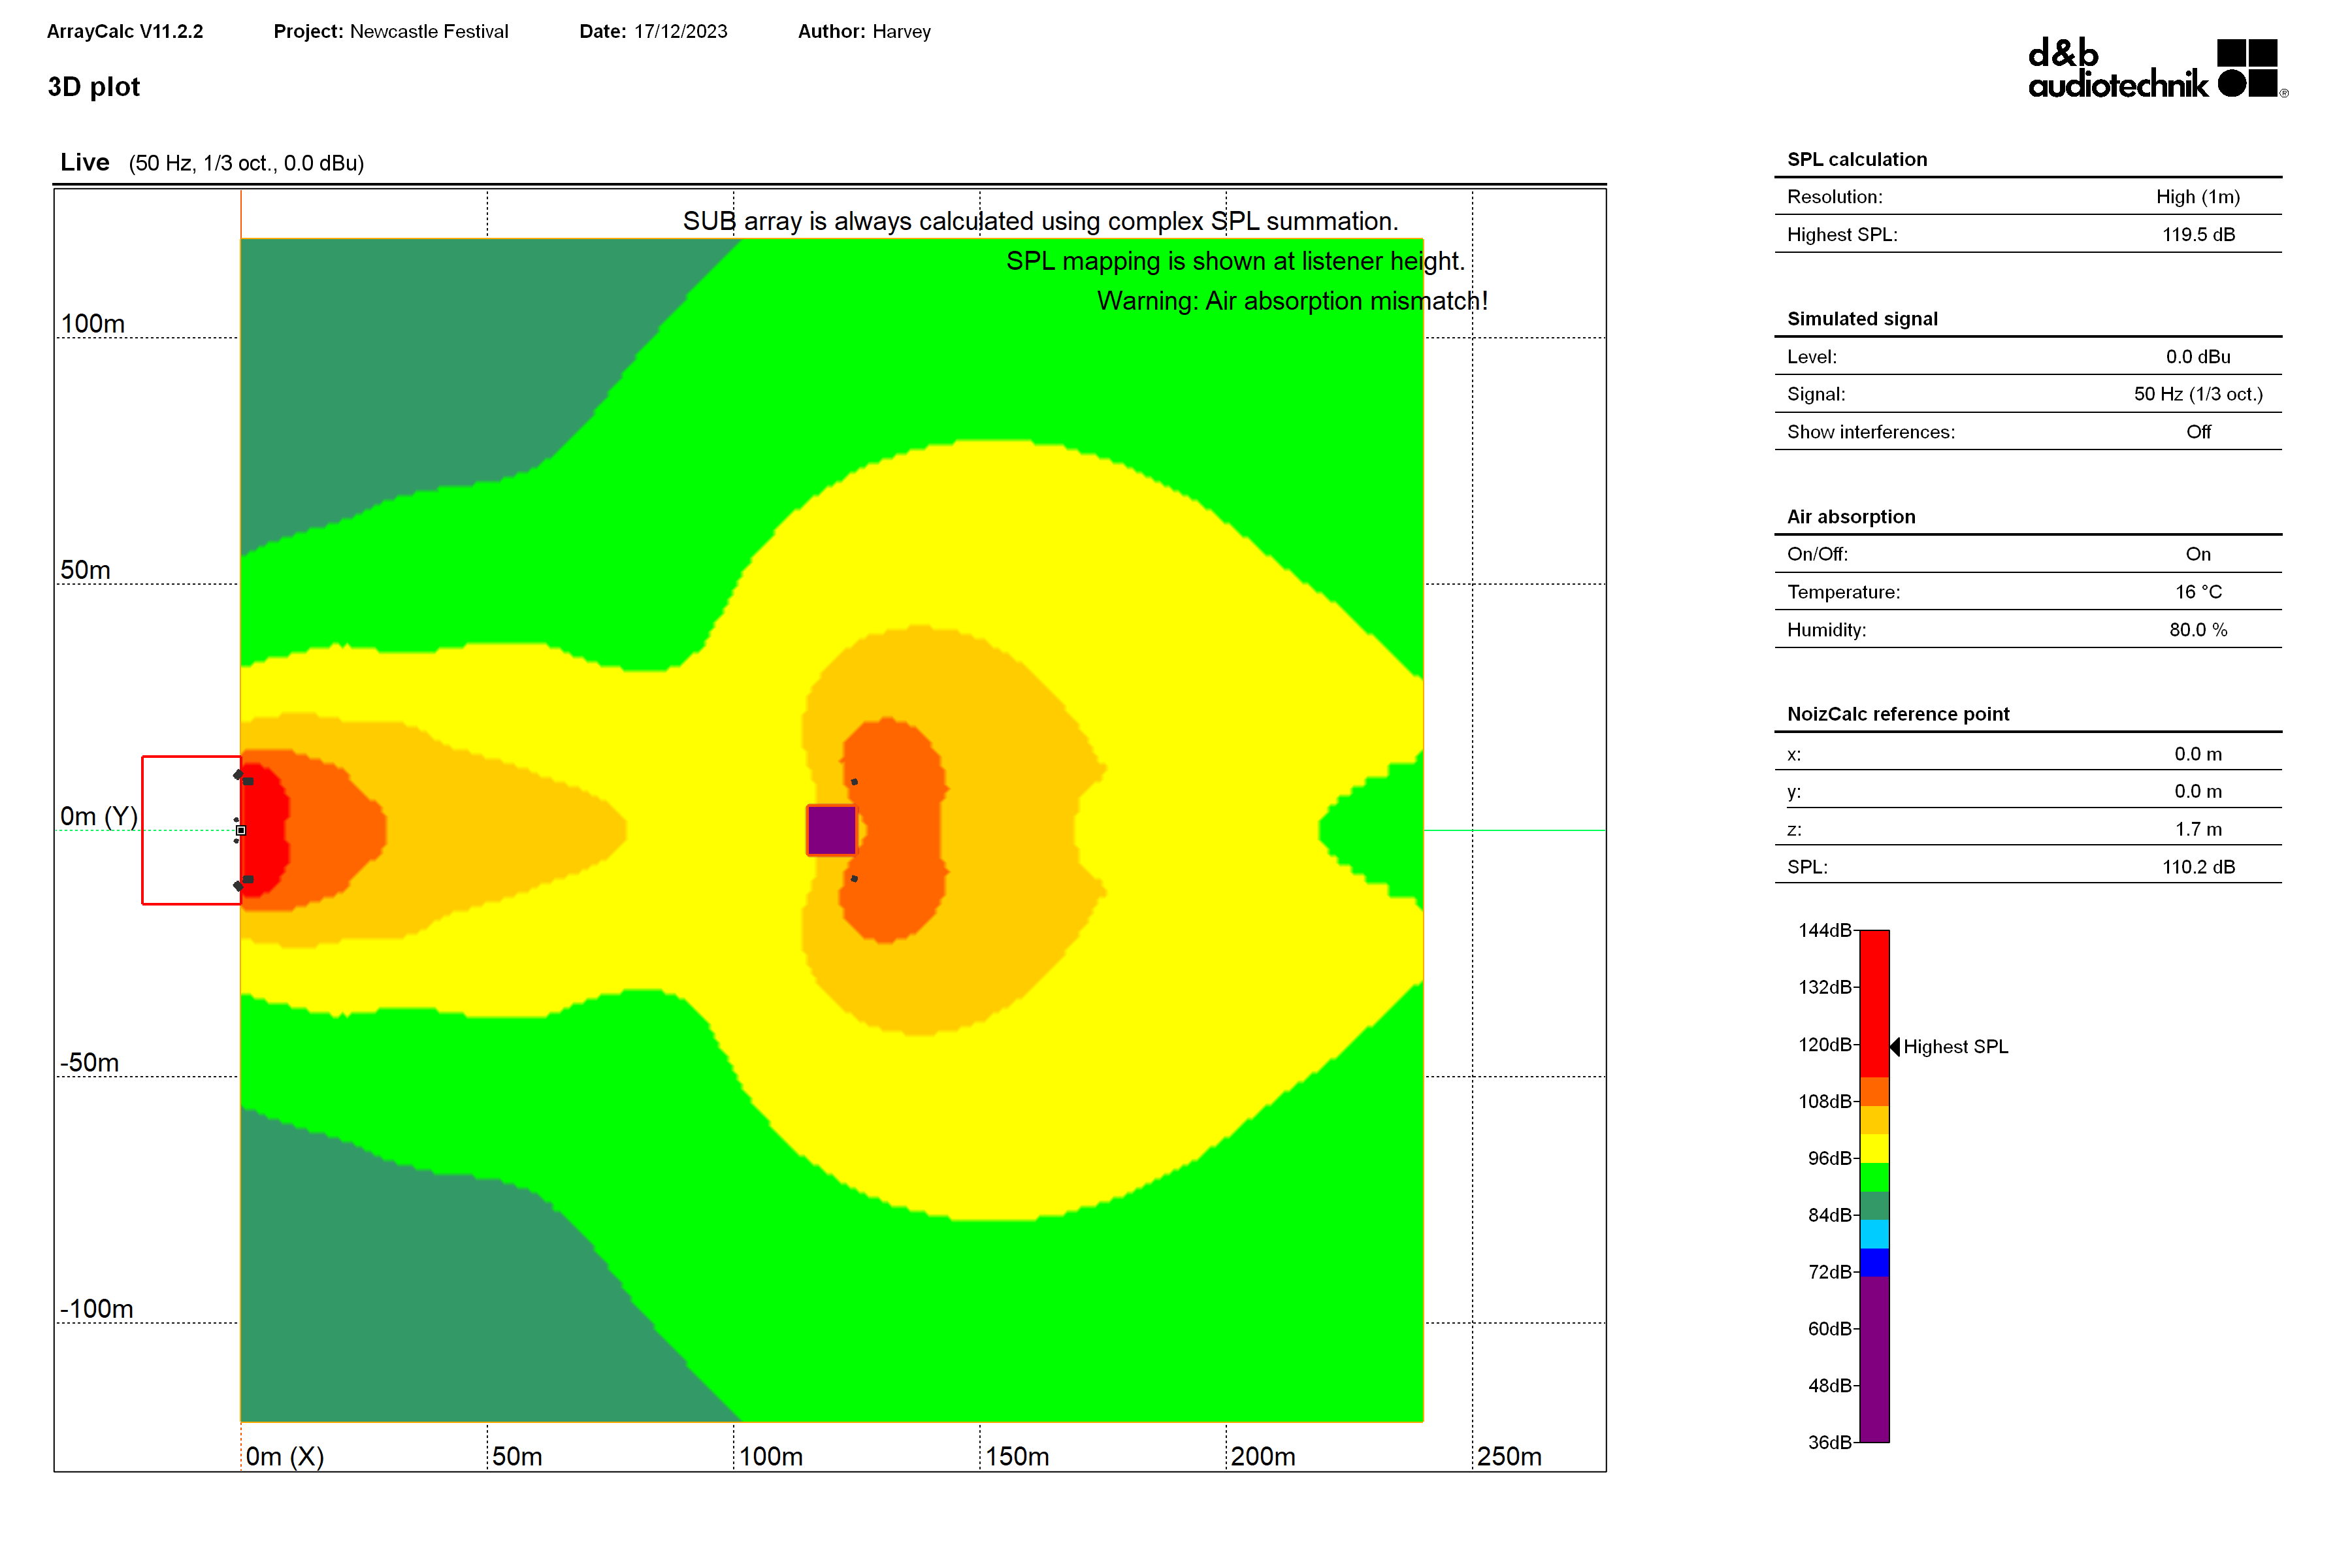 ArrayCalc V11.2.2 Project: Newcastle Festival Date: 17/12/2023 Author: Harvey
3D plot
d&b
audiotechnik
®
Live (50 Hz, 1/3 oct., 0.0 dBu)
SUB array is always calculated using complex SPL summation.
SPL mapping is shown at listener height.
Warning: Air absorption mismatch!
100m
50m
0m (Y)
-50m
-100m
0m (X) 50m 100m 150m 200m 250m
SPL calculation
Resolution: High (1m)
Highest SPL: 119.5 dB
Simulated signal
Level: 0.0 dBu
Signal: 50 Hz (1/3 oct.)
Show interferences: Off
Air absorption
On/Off: On
Temperature: 16 °C
Humidity: 80.0 %
NoizCalc reference point
x: 0.0 m
y: 0.0 m
z: 1.7 m
SPL: 110.2 dB
144dB
132dB
120dB
Highest SPL
108dB
96dB
84dB
72dB
60dB
48dB
36dB